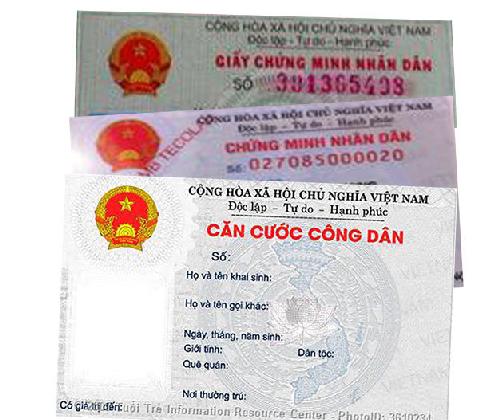 CỘNG HÒA XÃ HỘI CHỦ NGHĨA VIỆT NAM
Độc lập - Tự do - Hạnh phúc
GIẤY CHỨNG MINH NHÂN DÂN
SỐ 301365408
CỘNG HÒA XÃ HỘI CHỦ NGHĨA VIỆT NAM
Độc lập - Tự do - Hạnh phúc
CHỨNG MINH NHÂN DÂN
Số: 027085000020
CỘNG HÒA XÃ HỘI CHỦ NGHĨA VIỆT NAM
Độc lập - Tự do - Hạnh phúc
CĂN CƯỚC CÔNG DÂN
Số:
Họ và tên khai sinh:
Họ và tên gọi khác:
Ngày, tháng, năm sinh:
Giới tính: Dân tộc:
Quê quán:
Nơi thường trú:
Có giá trị đến:
Tuổi Trẻ Information Resource Center - PhotoID: